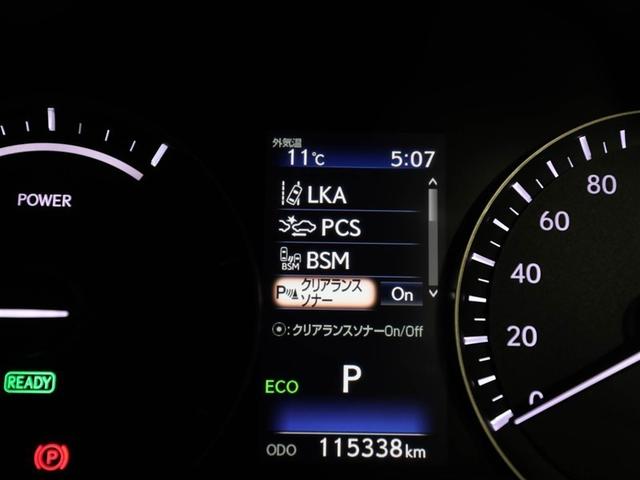 外気温
11℃ 5:07
LKA
PCS
BSM
BSM
P クリアランス
ソナー
On
:クリアランスソナーOn/Off
P
ECO
ODO 115338km
POWER
READY
P
80
60
40
20
0